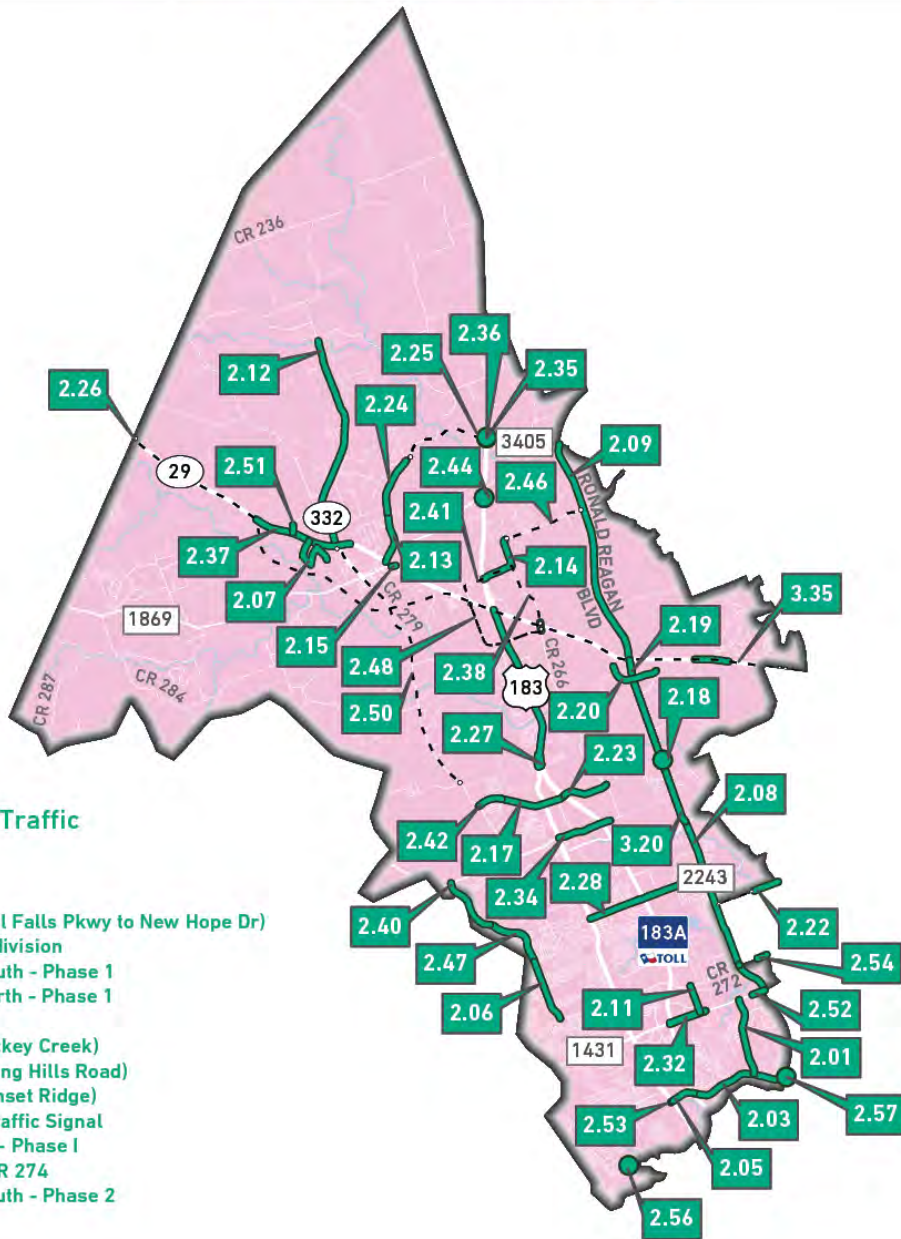 CR 236
2.36
2.25
2.35
2.12
2.26
2.24
3405
2.09
2.44
29
2.51
2.46
RONALD REAGAN
BLVD
2.41
332
2.37
2.13
2.14
2.07
CR 279
3.35
1869
2.15
2.19
2.48
2.38
CR 266
CR 284
183
2.18
CR 287
2.50
2.20
2.27
2.23
2.08
Traffic
2.42
2.17
3.20
2.34
2.28
2243
l Falls Pkwy to New Hope Dr)
2.40
2.22
division
183A
TOLL
uth - Phase 1
2.47
2.54
rth - Phase 1
CR
272
2.11
2.06
2.52
key Creek)
2.32
1431
2.01
ng Hills Road)
nset Ridge)
2.53
2.03
2.57
affic Signal
- Phase I
2.05
R 274
uth - Phase 2
2.56